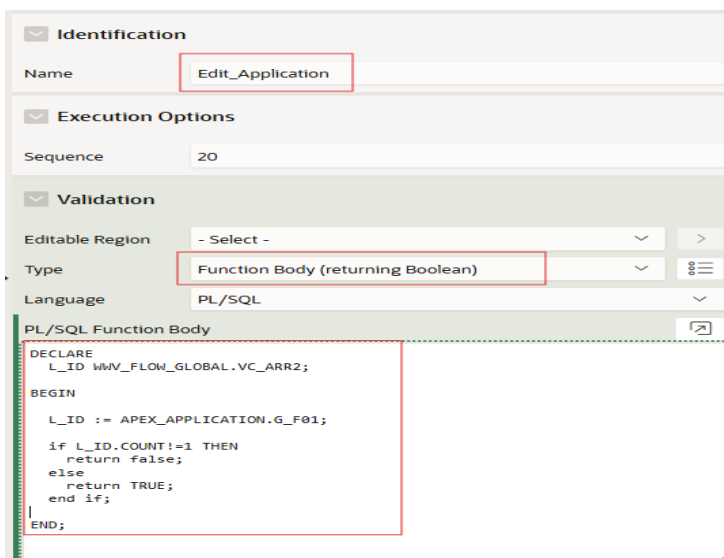 Identification
Name Edit_Application
Execution Options
Sequence 20
Validation
Editable Region - Select -
Type Function Body (returning Boolean)
Language PL/SQL
PL/SQL Function Body
DECLARE
L_ID WWV_FLOW_GLOBAL.VC_ARR2;
BEGIN
L_ID := APEX_APPLICATION.G_F01;
if L_ID.COUNT!=1 THEN
return false;
else
return TRUE;
end if;
END;